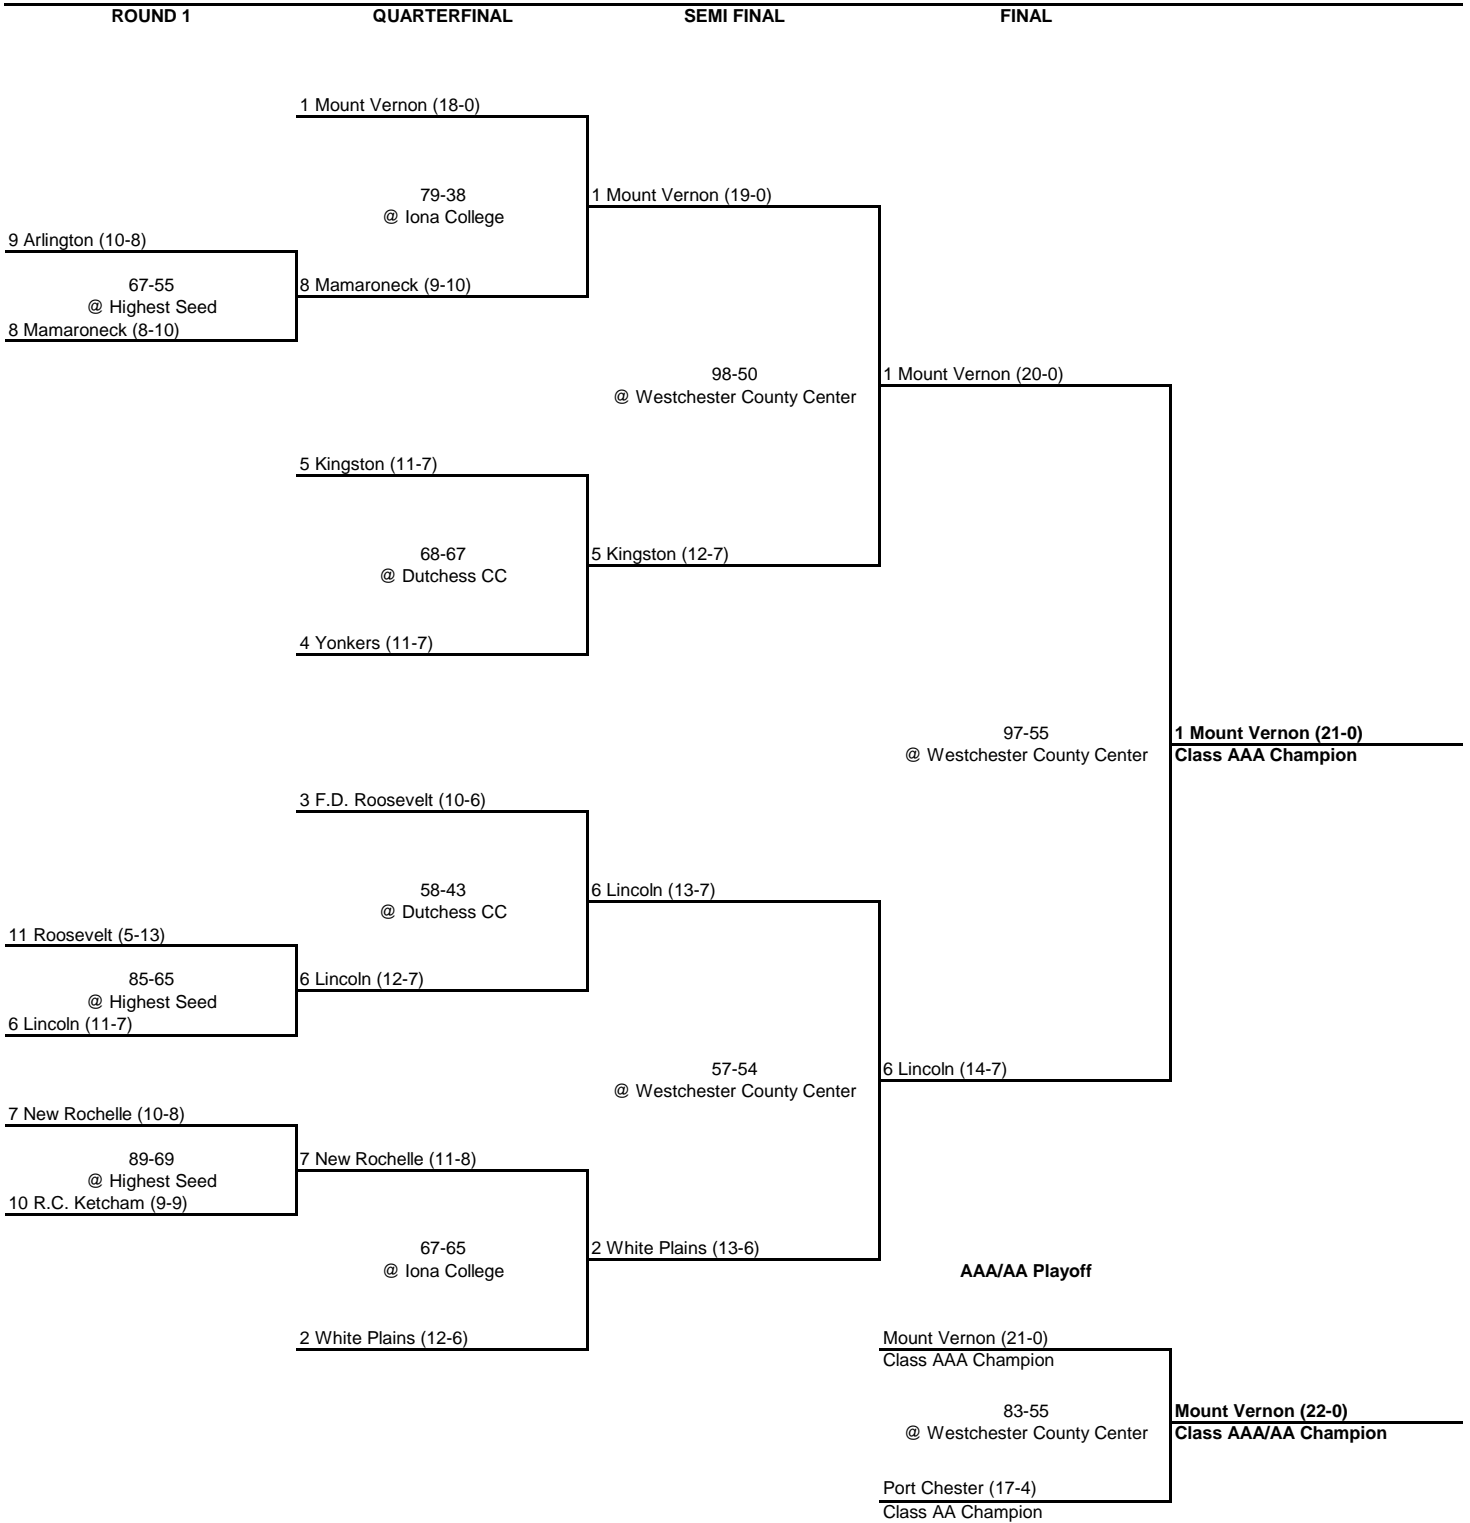 ROUND 1
QUARTERFINAL
SEMI FINAL
FINAL
1 Mount Vernon (18-0)
79-38
@ Iona College
1 Mount Vernon (19-0)
9 Arlington (10-8)
67-55
@ Highest Seed
8 Mamaroneck (8-10)
8 Mamaroneck (9-10)
98-50
@ Westchester County Center
1 Mount Vernon (20-0)
5 Kingston (11-7)
68-67
@ Dutchess CC
5 Kingston (12-7)
4 Yonkers (11-7)
97-55
@ Westchester County Center
1 Mount Vernon (21-0)
Class AAA Champion
3 F.D. Roosevelt (10-6)
58-43
@ Dutchess CC
6 Lincoln (13-7)
11 Roosevelt (5-13)
85-65
@ Highest Seed
6 Lincoln (11-7)
6 Lincoln (12-7)
57-54
@ Westchester County Center
6 Lincoln (14-7)
7 New Rochelle (10-8)
89-69
@ Highest Seed
10 R.C. Ketcham (9-9)
7 New Rochelle (11-8)
67-65
@ Iona College
2 White Plains (13-6)
2 White Plains (12-6)
AAA/AA Playoff
Mount Vernon (21-0)
Class AAA Champion
83-55
@ Westchester County Center
Mount Vernon (22-0)
Class AAA/AA Champion
Port Chester (17-4)
Class AA Champion